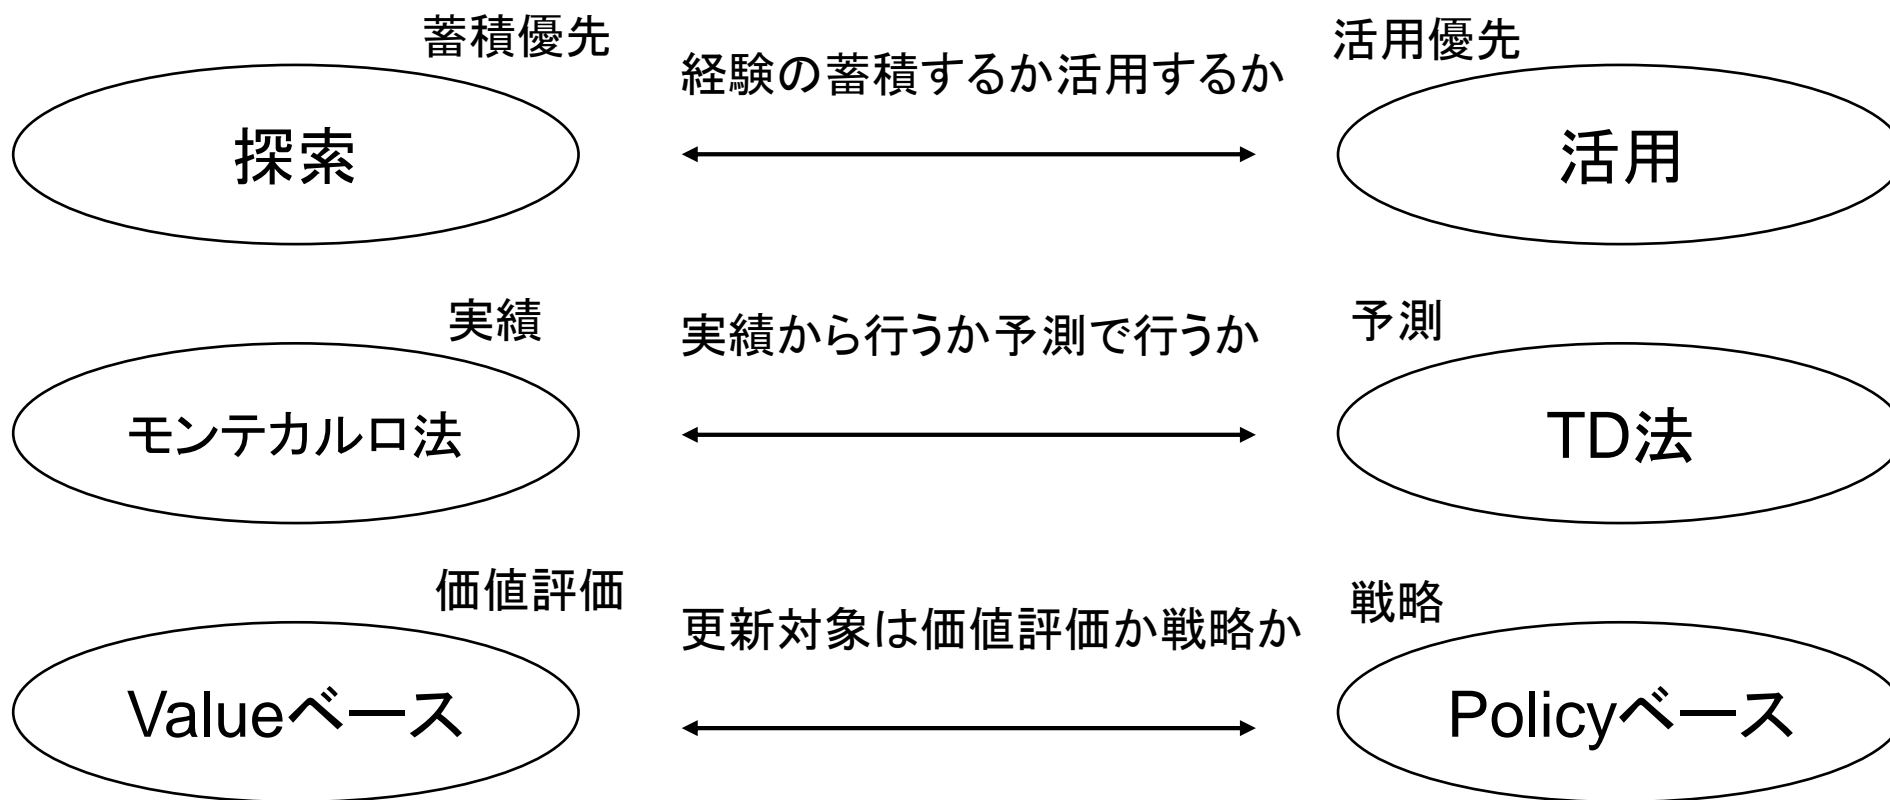 蓄積優先
経験の蓄積するか活用するか
活用優先
探索
活用
実績
実績から行うか予測で行うか
予測
モンテカルロ法
TD法
価値評価
更新対象は価値評価か戦略か
戦略
Valueベース
Policyベース